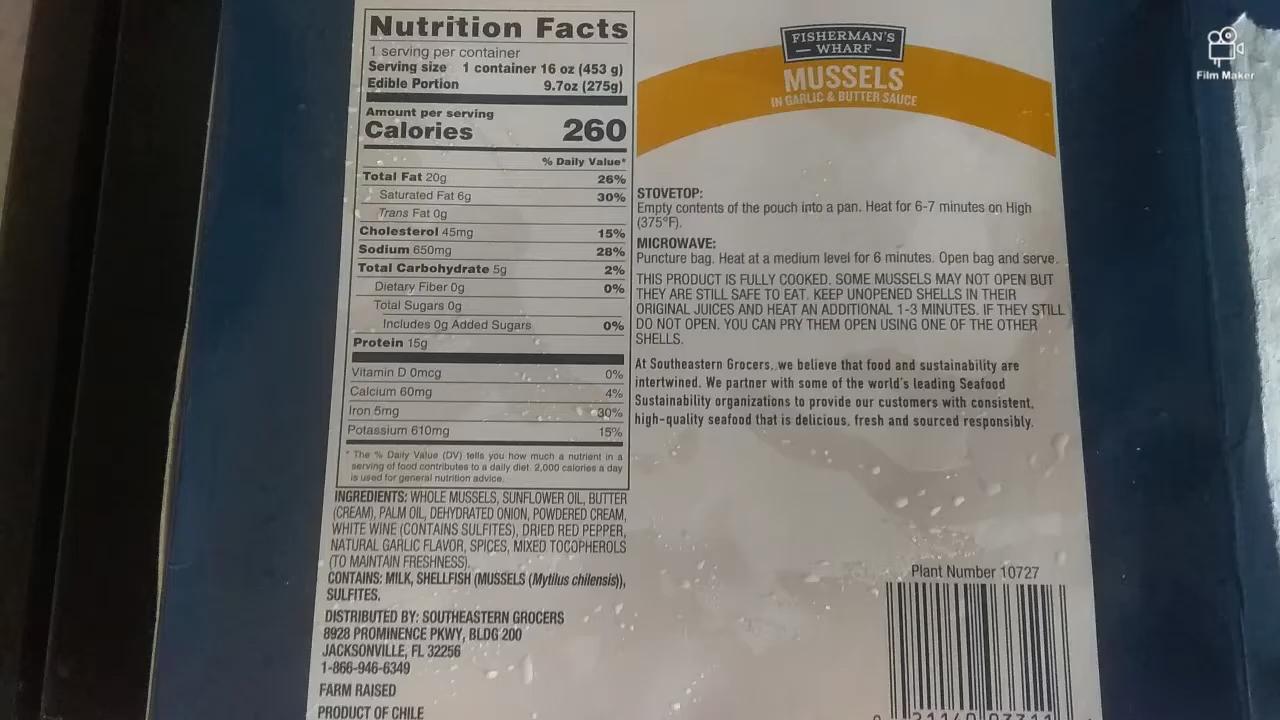 Nutrition Facts
1 serving per container
Serving size 1 container 16 oz (453 g)
Edible Portion 9.7oz (275g)
Amount per serving
Calories 260
% Daily Value*
Total Fat 20g 26%
Saturated Fat 6g 30%
Trans Fat 0g
Cholesterol 45mg 15%
Sodium 650mg 28%
Total Carbohydrate 5g 2%
Dietary Fiber 0g 0%
Total Sugars 0g
Includes 0g Added Sugars 0%
Protein 15g
Vitamin D 0mcg 0%
Calcium 60mg 4%
Iron 5mg 30%
Potassium 610mg 15%
* The % Daily Value (DV) tells you how much a nutrient in a
serving of food contributes to a daily diet. 2,000 calories a day
is used for general nutrition advice.
INGREDIENTS: WHOLE MUSSELS, SUNFLOWER OIL, BUTTER
(CREAM), PALM OIL, DEHYDRATED ONION, POWDERED CREAM,
WHITE WINE (CONTAINS SULFITES), DRIED RED PEPPER,
NATURAL GARLIC FLAVOR, SPICES, MIXED TOCOPHEROLS
(TO MAINTAIN FRESHNESS).
CONTAINS: MILK, SHELLFISH (MUSSELS (Mytilus chilensis)),
SULFITES.
DISTRIBUTED BY: SOUTHEASTERN GROCERS
8928 PROMINENCE PKWY, BLDG 200
JACKSONVILLE, FL 32256
1-866-946-6349
FARM RAISED
PRODUCT OF CHILE
FISHERMAN'S
WHARF
MUSSELS
IN GARLIC & BUTTER SAUCE
STOVETOP:
Empty contents of the pouch into a pan. Heat for 6-7 minutes on High
(375°F).
MICROWAVE:
Puncture bag. Heat at a medium level for 6 minutes. Open bag and serve.
THIS PRODUCT IS FULLY COOKED. SOME MUSSELS MAY NOT OPEN BUT
THEY ARE STILL SAFE TO EAT. KEEP UNOPENED SHELLS IN THEIR
ORIGINAL JUICES AND HEAT AN ADDITIONAL 1-3 MINUTES. IF THEY STILL
DO NOT OPEN. YOU CAN PRY THEM OPEN USING ONE OF THE OTHER
SHELLS.
At Southeastern Grocers, we believe that food and sustainability are
intertwined. We partner with some of the world's leading Seafood
Sustainability organizations to provide our customers with consistent,
high-quality seafood that is delicious, fresh and sourced responsibly.
Plant Number 10727
Film Maker